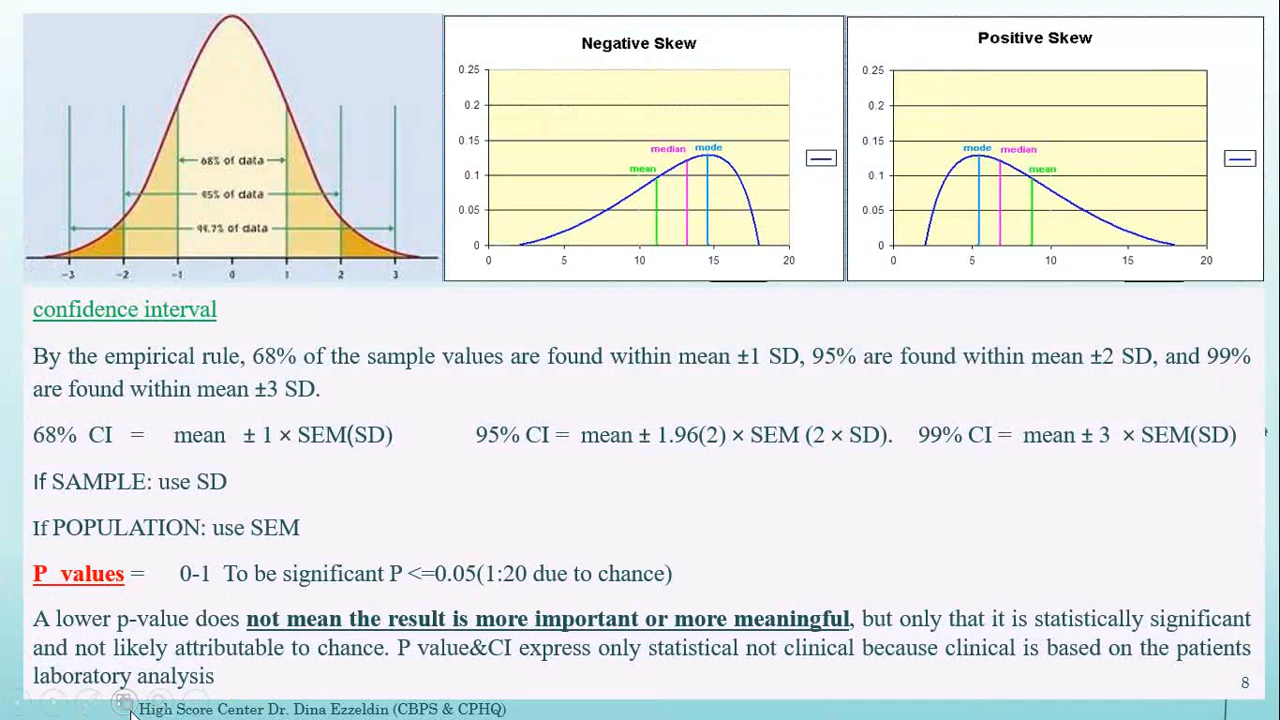 68% of data
95% of data
99.7% of data
-3 -2 -1 0 1 2 3
Negative Skew
0.25
0.2
0.15
0.1
0.05
0
mean
median
mode
0 5 10 15 20
Positive Skew
0.25
0.2
0.15
0.1
0.05
0
mode
median
mean
0 5 10 15 20
confidence interval
By the empirical rule, 68% of the sample values are found within mean ±1 SD, 95% are found within mean ±2 SD, and 99%
are found within mean ±3 SD.
68% CI = mean ± 1 × SEM(SD) 95% CI = mean ± 1.96(2) × SEM (2 × SD). 99% CI = mean ± 3 × SEM(SD)
If SAMPLE: use SD
If POPULATION: use SEM
P values = 0-1 To be significant P <=0.05(1:20 due to chance)
A lower p-value does not mean the result is more important or more meaningful, but only that it is statistically significant
and not likely attributable to chance. P value&CI express only statistical not clinical because clinical is based on the patients
laboratory analysis
8
High Score Center Dr. Dina Ezzeldin (CBPS & CPHQ)